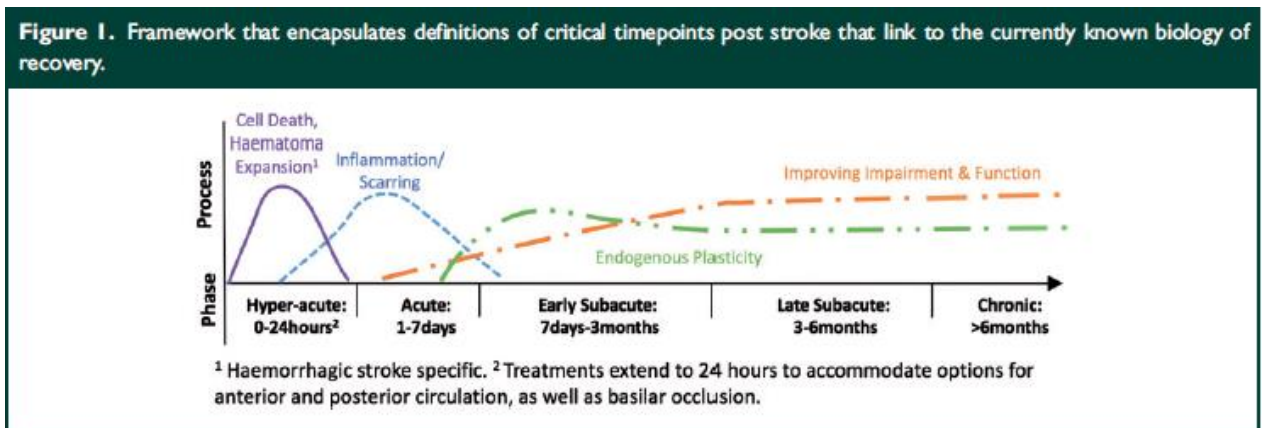 Figure 1. Framework that encapsulates definitions of critical timepoints post stroke that link to the currently known biology of
recovery.
Cell Death,
Haematoma
Expansion¹
Inflammation/
Scarring
Improving Impairment & Function
Endogenous Plasticity
Process
Phase
Hyper-acute:
0-24hours²
Acute:
1-7days
Early Subacute:
7days-3months
Late Subacute:
3-6months
Chronic:
>6months
¹ Haemorrhagic stroke specific. ² Treatments extend to 24 hours to accommodate options for
anterior and posterior circulation, as well as basilar occlusion.